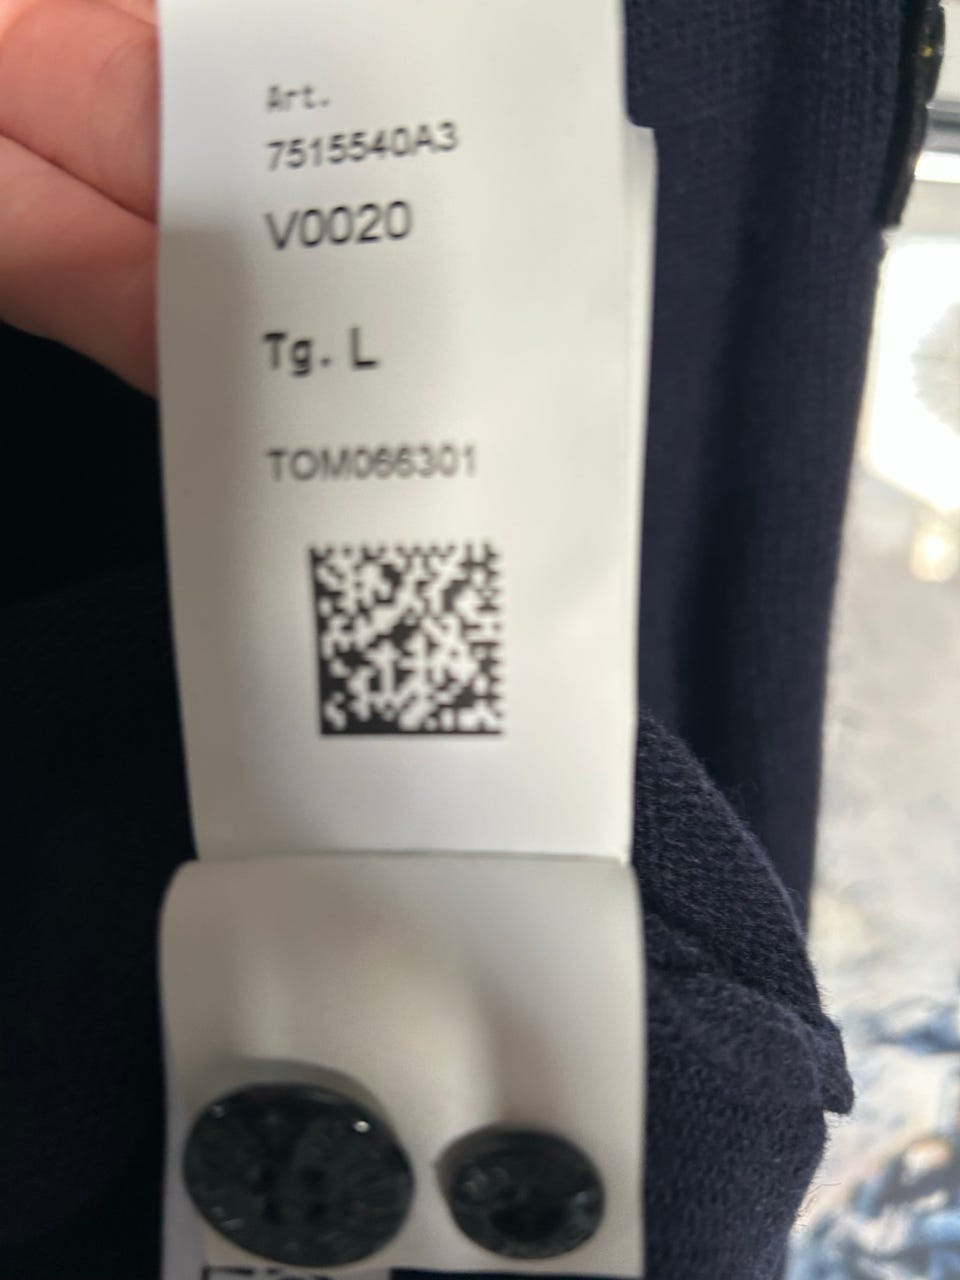 Art.
7515540A3
V0020
Tg. L
TOM066301